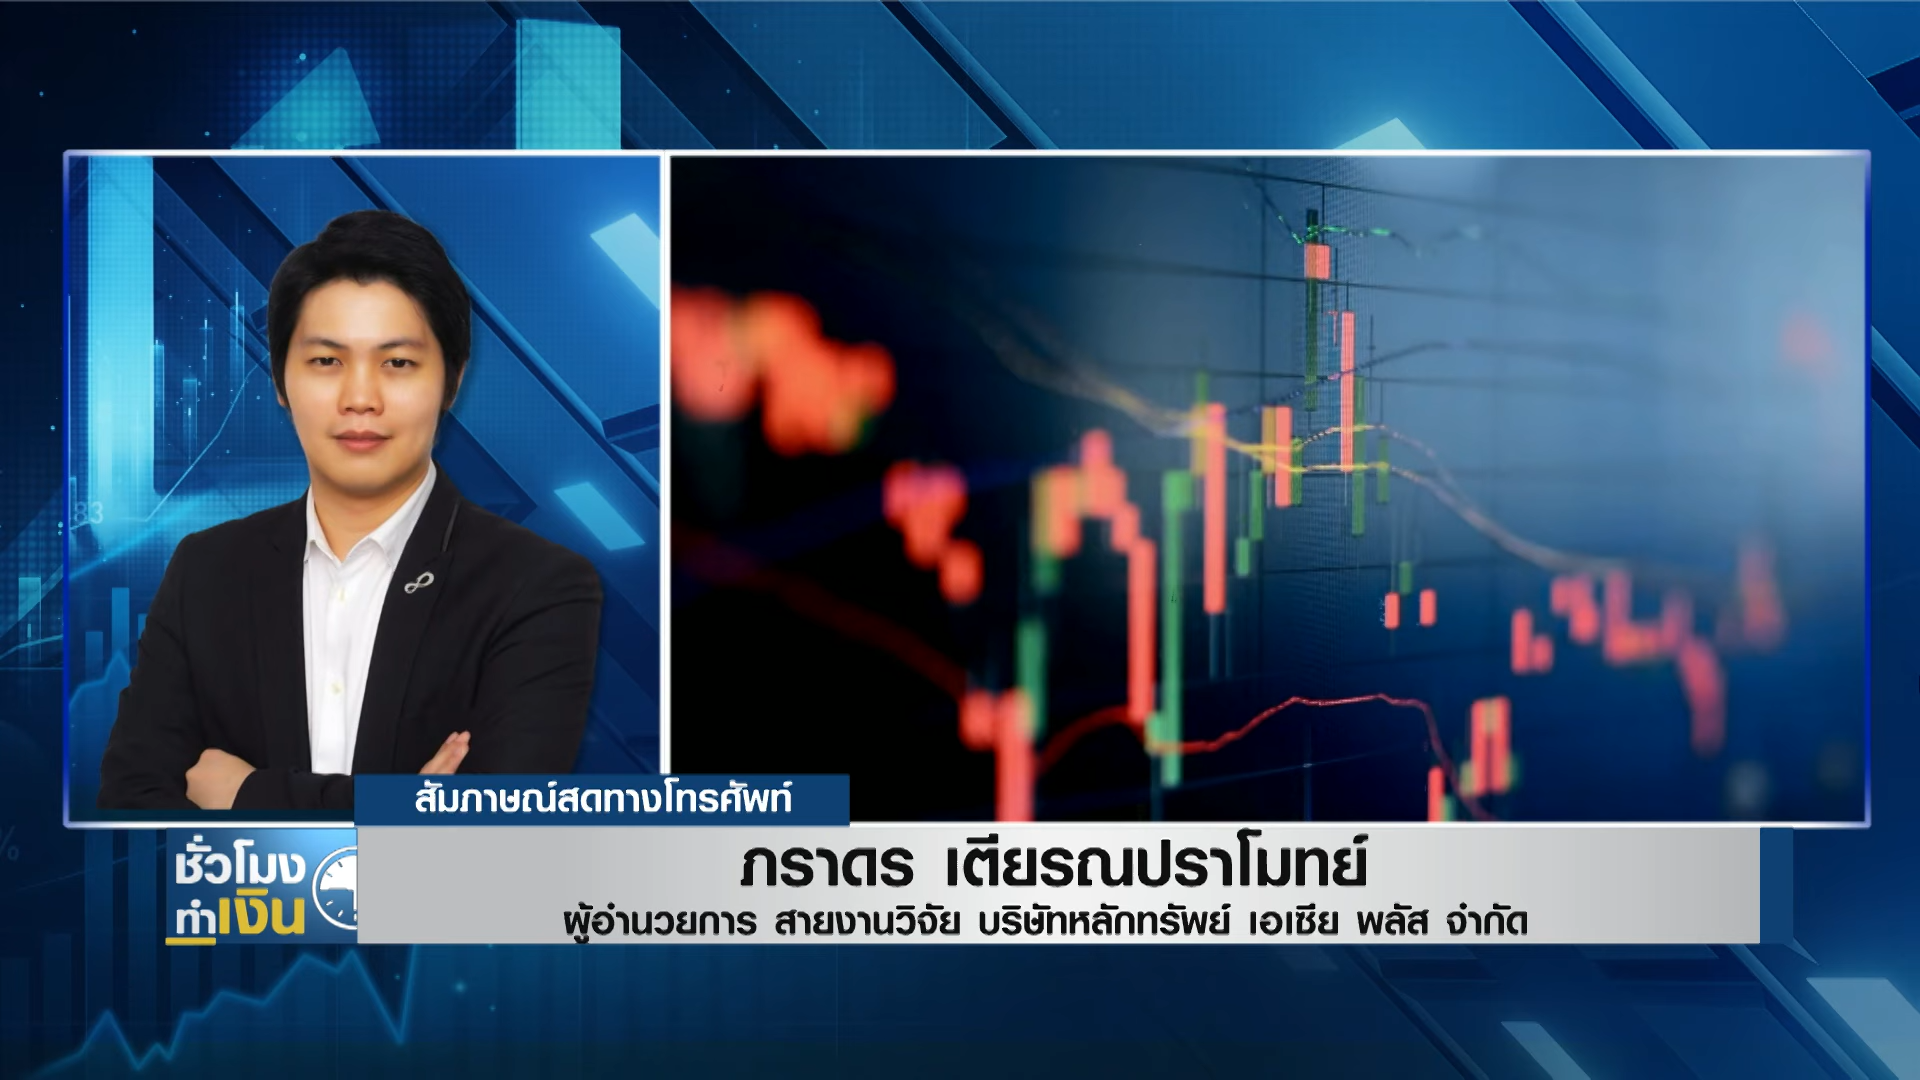 สัมภาษณ์สดทางโทรศัพท์
ชั่วโมง
ทำเงิน
ภราดร เตียรณปราโมทย์
ผู้อำนวยการ สายงานวิจัย บริษัทหลักทรัพย์ เอเซีย พลัส จำกัด
83
%